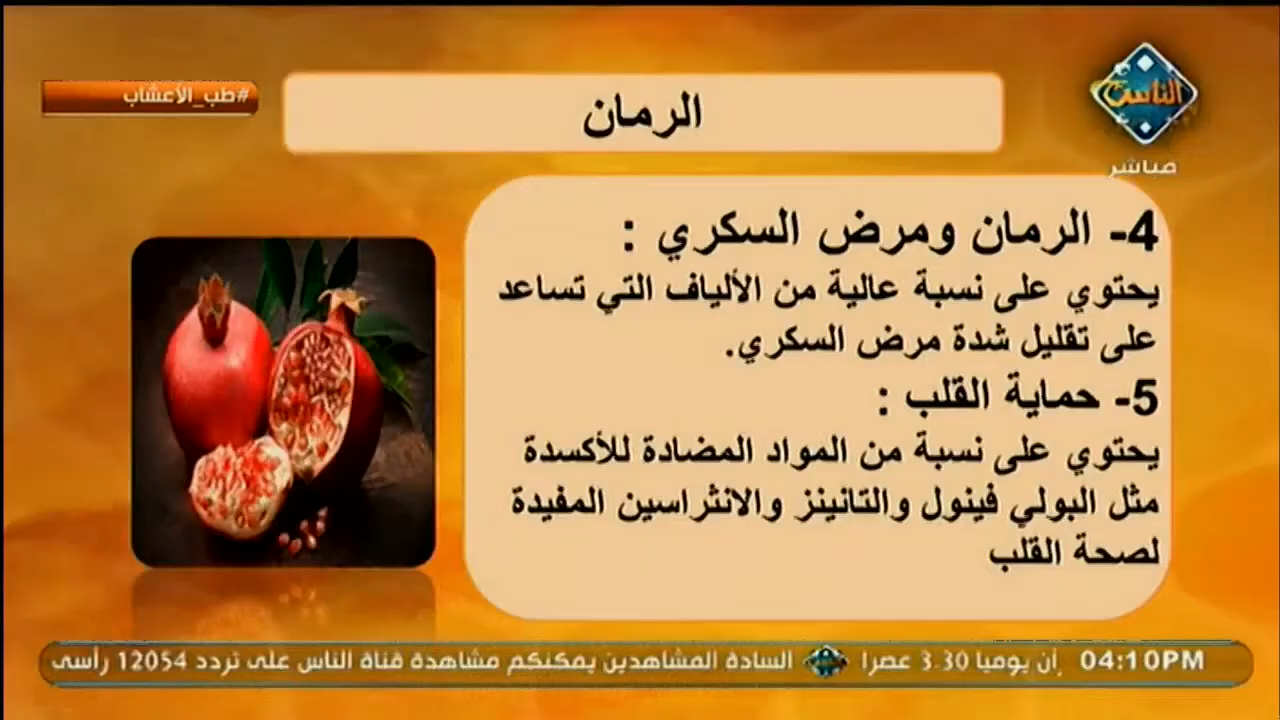 #طب_الأعشاب
الرمان
الناس
مباشر
4- الرمان ومرض السكري :
يحتوي على نسبة عالية من الألياف التي تساعد
على تقليل شدة مرض السكري.
5- حماية القلب :
يحتوي على نسبة من المواد المضادة للأكسدة
مثل البولي فينول والتانينز والانثراسين المفيدة
لصحة القلب
04:10PM
يوميا 3.30 عصرا السادة المشاهدين يمكنكم مشاهدة قناة الناس على تردد 12054 رأسى